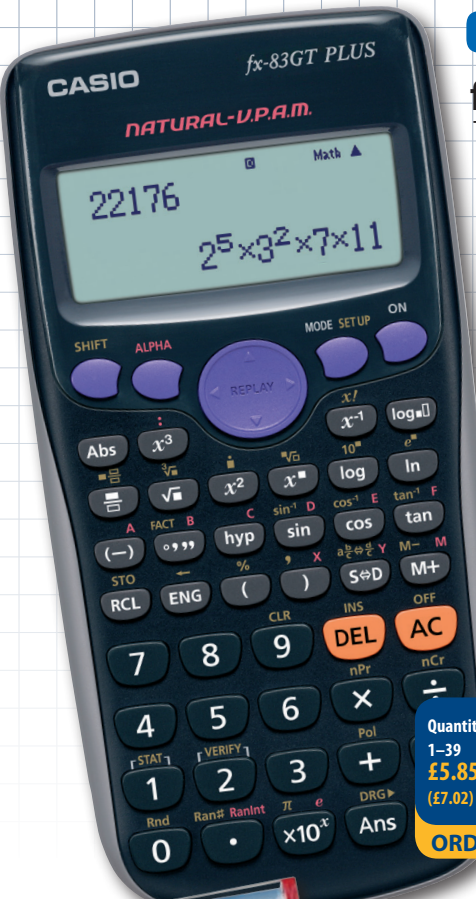 CASIO
fx-83GT PLUS
NATURAL-V.P.A.M.
Math ▲
22176
2⁵×3²×7×11
SHIFT ALPHA MODE SETUP ON
REPLAY
: x!
Abs x³ x⁻¹ log
³√ 10 e
√ x² x log ln
A FACT B C sin⁻¹ D cos⁻¹ E tan⁻¹ F
(−) °,,, hyp sin cos tan
STO ← % , X Y M− M
RCL ENG ( ) S⇔D M+
CLR INS OFF
7 8 9 DEL AC
nPr nCr
4 5 6 × ÷
STAT VERIFY Pol
1 2 3 +
Rnd Ran# RanInt π e DRG▶
0 • ×10ˣ Ans
1–39
£5.85
(£7.02)